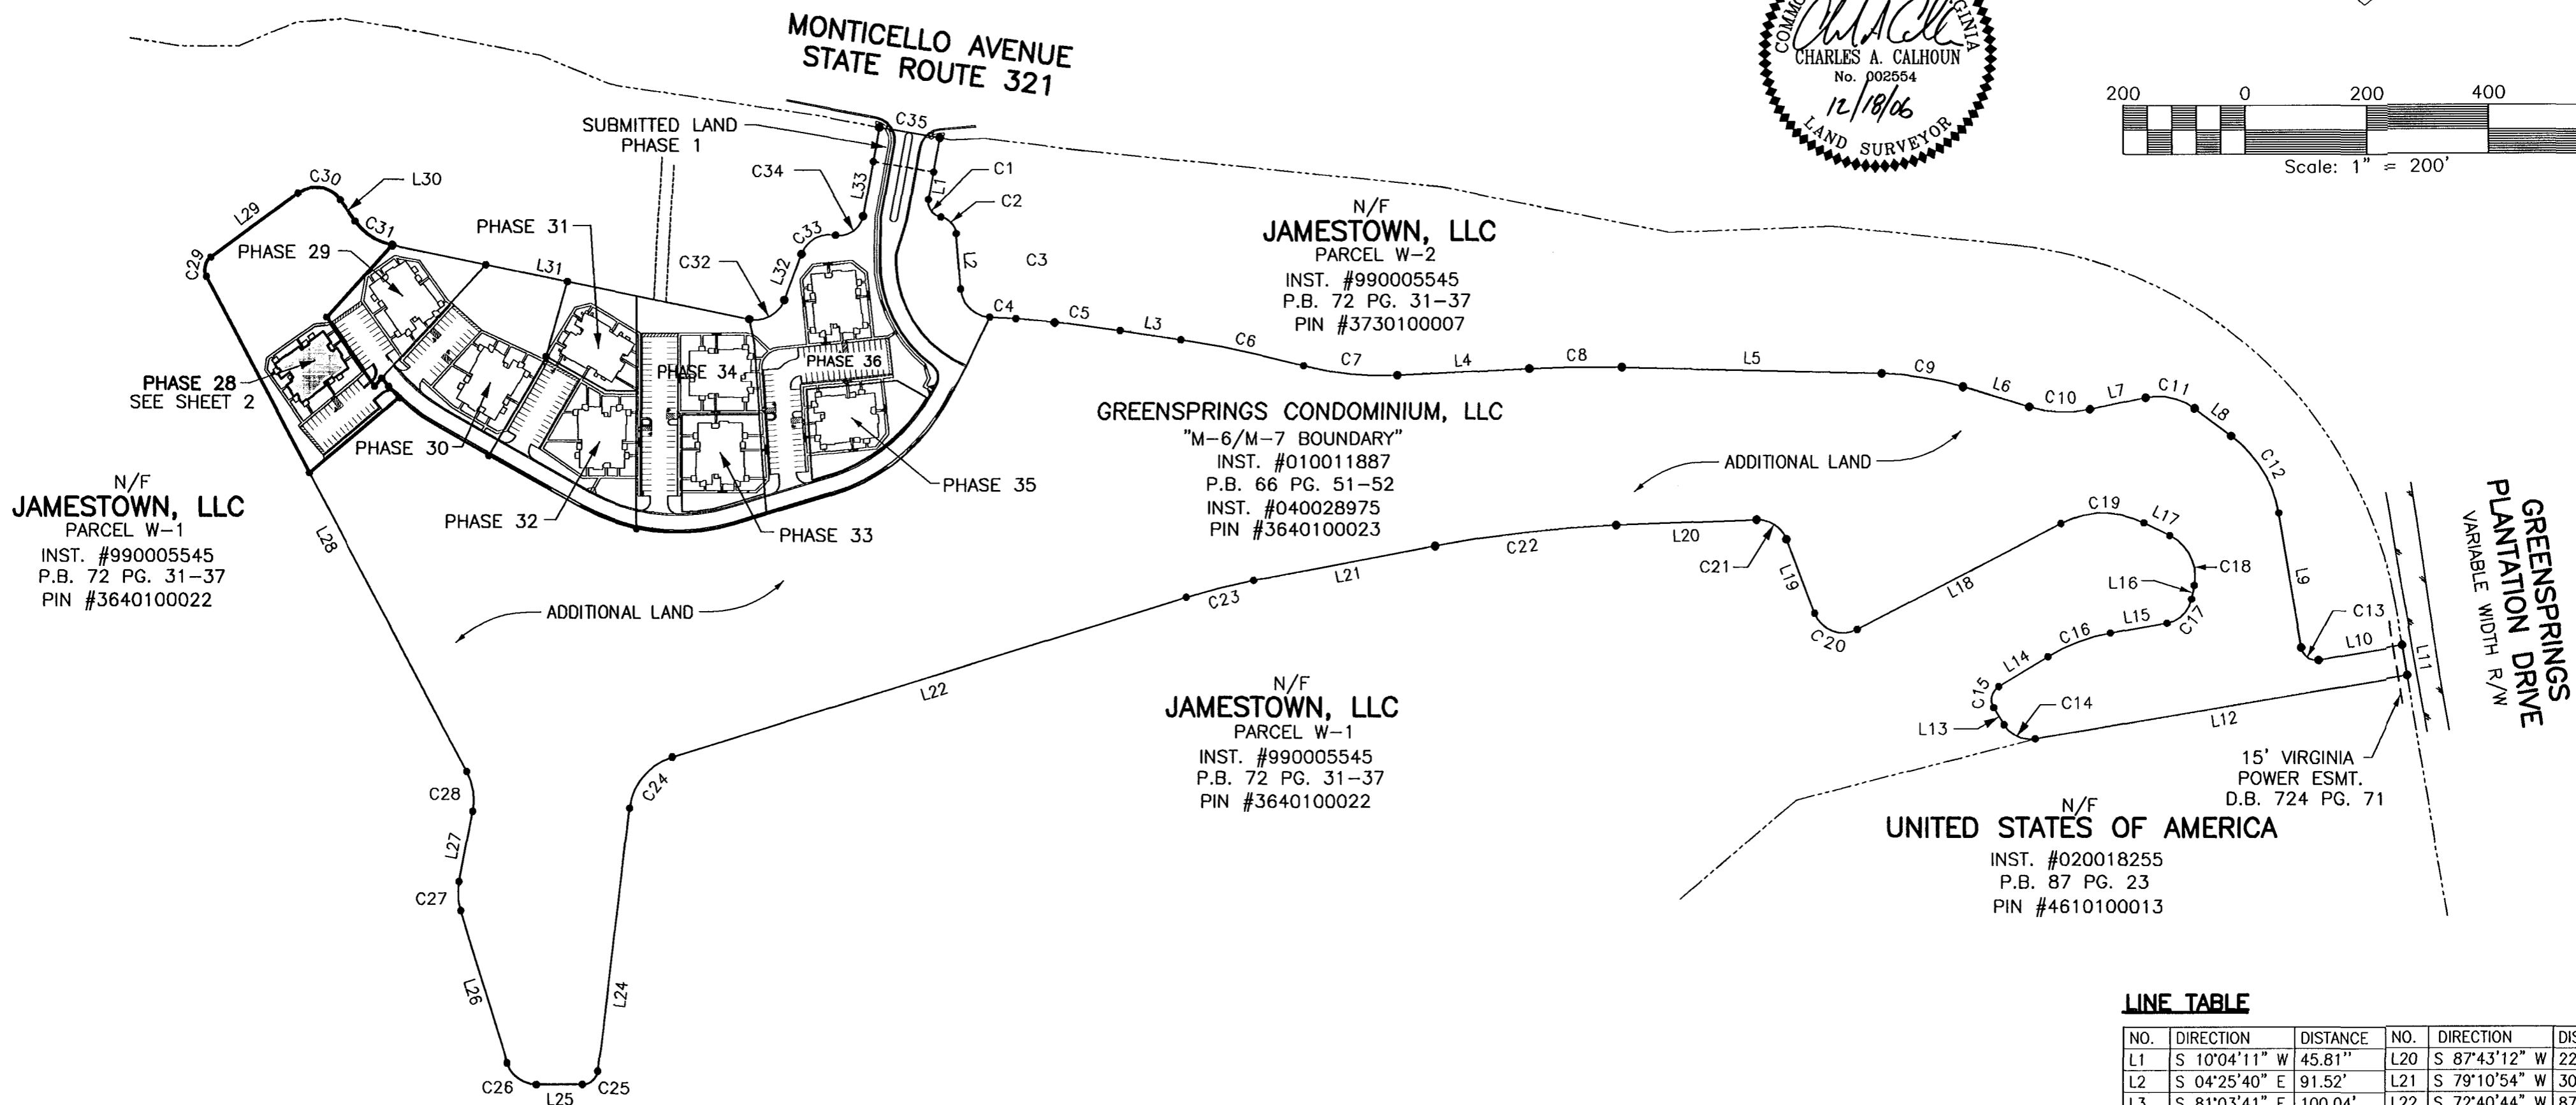 MONTICELLO AVENUE
STATE ROUTE 321
CHARLES A. CALHOUN
No. 002554
12/18/06
LAND SURVEYOR
200 0 200 400
Scale: 1" = 200'
SUBMITTED LAND
PHASE 1
C35
C34
L33
C1
L1
C2
C33
C32
L32
L2
C3
C30
L30
L29
C31
C29
PHASE 29
PHASE 31
L31
PHASE 28
SEE SHEET 2
PHASE 30
PHASE 34
PHASE 36
PHASE 32
PHASE 33
PHASE 35
C4
C5
L3
C6
C7
L4
C8
L5
C9
L6
C10
L7
C11
L8
C12
L9
C13
L10
L11
N/F
JAMESTOWN, LLC
PARCEL W-2
INST. #990005545
P.B. 72 PG. 31-37
PIN #3730100007
GREENSPRINGS CONDOMINIUM, LLC
"M-6/M-7 BOUNDARY"
INST. #010011887
P.B. 66 PG. 51-52
INST. #040028975
PIN #3640100023
ADDITIONAL LAND
GREENSPRINGS
PLANTATION DRIVE
VARIABLE WIDTH R/W
N/F
JAMESTOWN, LLC
PARCEL W-1
INST. #990005545
P.B. 72 PG. 31-37
PIN #3640100022
L28
ADDITIONAL LAND
C19
L17
C18
L16
C17
L15
C16
L14
C15
L13
C14
L12
L18
C20
L19
C21
L20
C22
L21
C23
L22
C24
L24
C25
L25
C26
L26
C27
L27
C28
N/F
JAMESTOWN, LLC
PARCEL W-1
INST. #990005545
P.B. 72 PG. 31-37
PIN #3640100022
15' VIRGINIA
POWER ESMT.
D.B. 724 PG. 71
N/F
UNITED STATES OF AMERICA
INST. #020018255
P.B. 87 PG. 23
PIN #4610100013
LINE TABLE
NO. DIRECTION DISTANCE NO. DIRECTION
L1 S 10°04'11" W 45.81'' L20 S 87°43'12" W
L2 S 04°25'40" E 91.52' L21 S 79°10'54" W
L3 S 81°03'41" E 100.04' L22 S 72°40'44" W